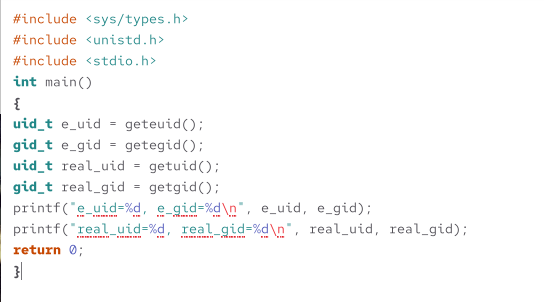 #include <sys/types.h>
#include <unistd.h>
#include <stdio.h>
int main()
{
uid_t e_uid = geteuid();
gid_t e_gid = getegid();
uid_t real_uid = getuid();
gid_t real_gid = getgid();
printf("e_uid=%d, e_gid=%d\n", e_uid, e_gid);
printf("real_uid=%d, real_gid=%d\n", real_uid, real_gid);
return 0;
}